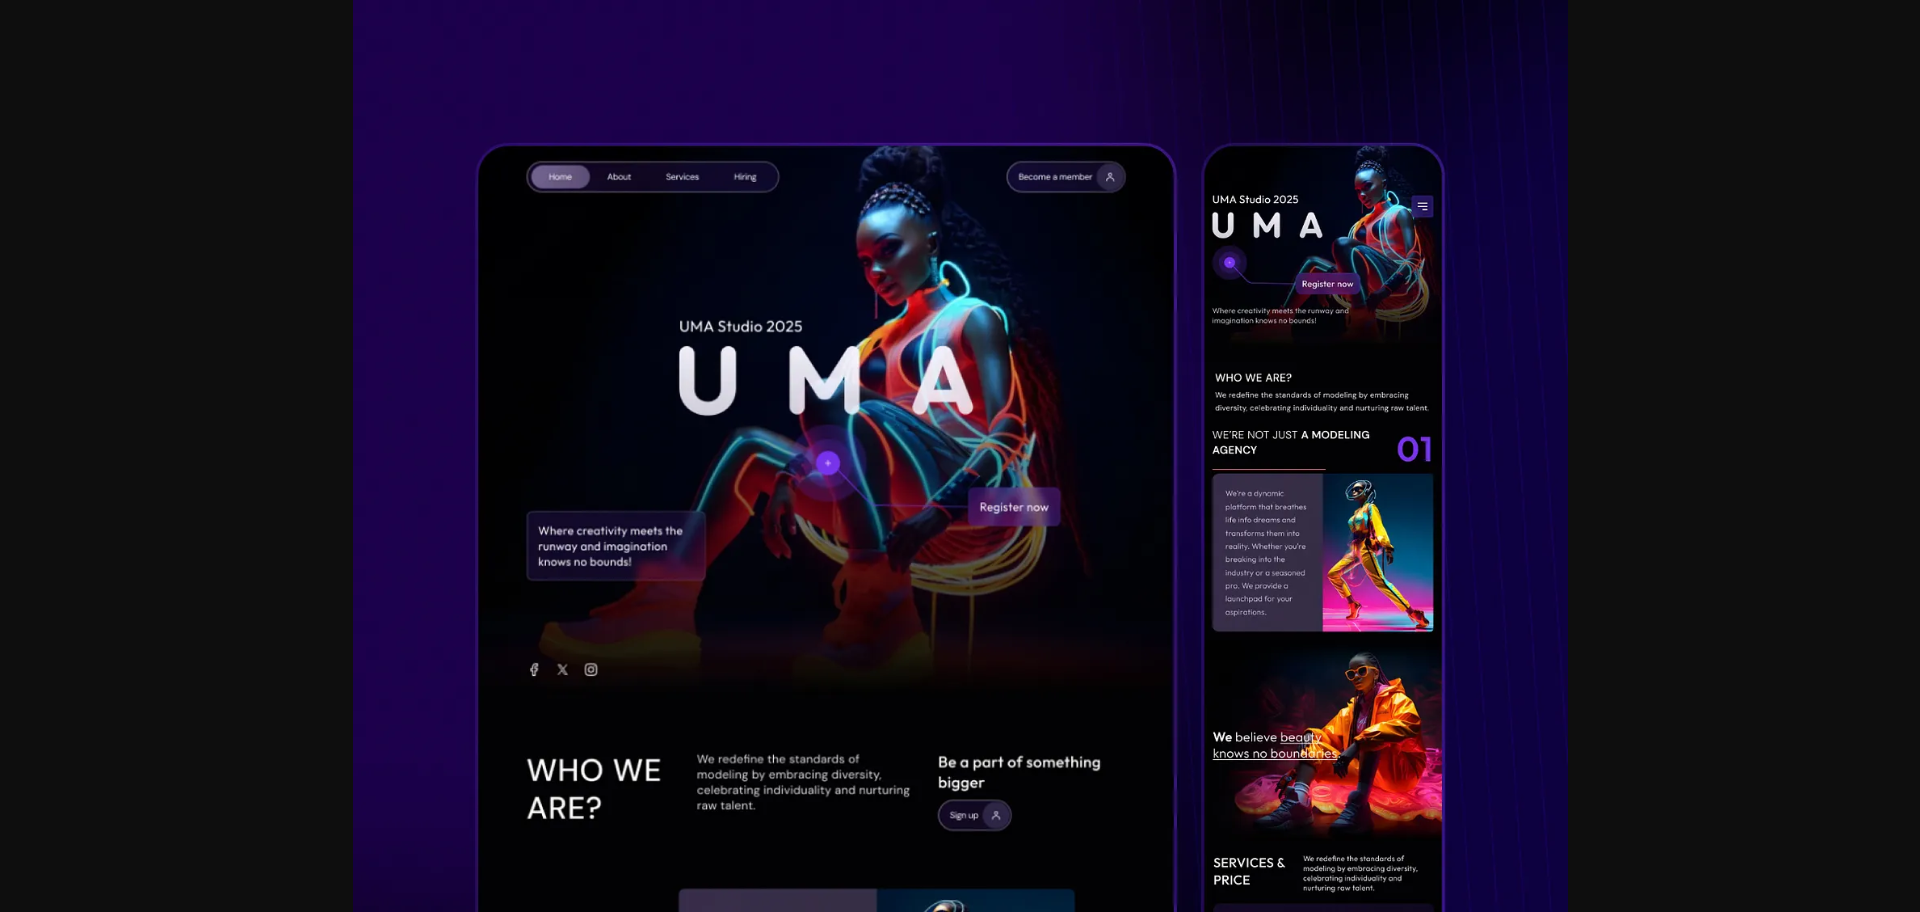 Home About Services Hiring
Become a member
UMA Studio 2025
UMA
Register now
Where creativity meets the
runway and imagination
knows no bounds!
WHO WE
ARE?
We redefine the standards of
modeling by embracing diversity,
celebrating individuality and nurturing
raw talent.
Be a part of something
bigger
Sign up
UMA Studio 2025
UMA
Register now
Where creativity meets the runway and
imagination knows no bounds!
WHO WE ARE?
We redefine the standards of modeling by embracing
diversity, celebrating individuality and nurturing raw talent.
WE'RE NOT JUST A MODELING
AGENCY
01
We're a dynamic
platform that breathes
life into dreams and
transforms them into
reality. Whether you're
breaking into the
industry or a seasoned
pro. We provide a
launchpad for your
aspirations.
We believe beauty
knows no boundaries.
SERVICES &
PRICE
We redefine the standards of
modeling by embracing diversity,
celebrating individuality and
nurturing raw talent.